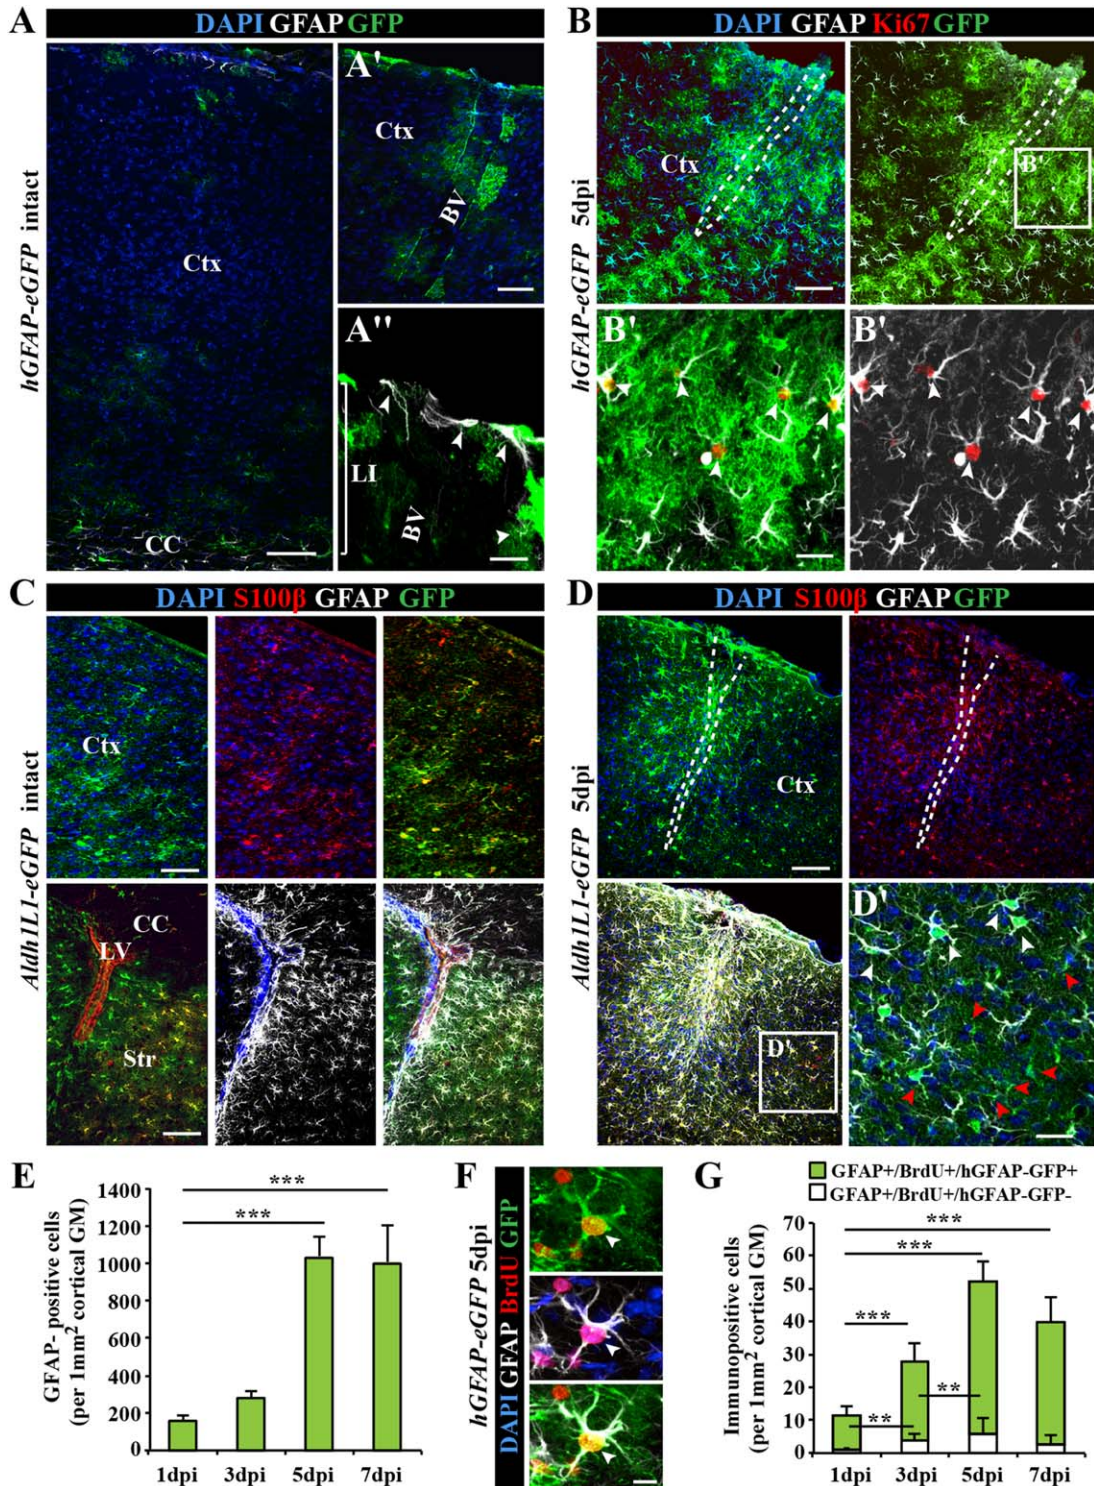 A
DAPI GFAP GFP
hGFAP-eGFP intact
Ctx
CC
A'
Ctx
BV
A''
LI
BV
B
DAPI GFAP Ki67 GFP
hGFAP-eGFP 5dpi
Ctx
B'
B'
B'
C
DAPI S100β GFAP GFP
Aldh1L1-eGFP intact
Ctx
CC
LV
Str
D
DAPI S100β GFAP GFP
Aldh1L1-eGFP 5dpi
Ctx
D'
D'
E
GFAP- positive cells
(per 1mm² cortical GM)
1400
1200
1000
800
600
400
200
0
***
***
1dpi 3dpi 5dpi 7dpi
F
hGFAP-eGFP 5dpi
DAPI GFAP BrdU GFP
G
GFAP+/BrdU+/hGFAP-GFP+
GFAP+/BrdU+/hGFAP-GFP-
Immunopositive cells
(per 1mm² cortical GM)
70
60
50
40
30
20
10
0
***
***
***
**
**
1dpi 3dpi 5dpi 7dpi